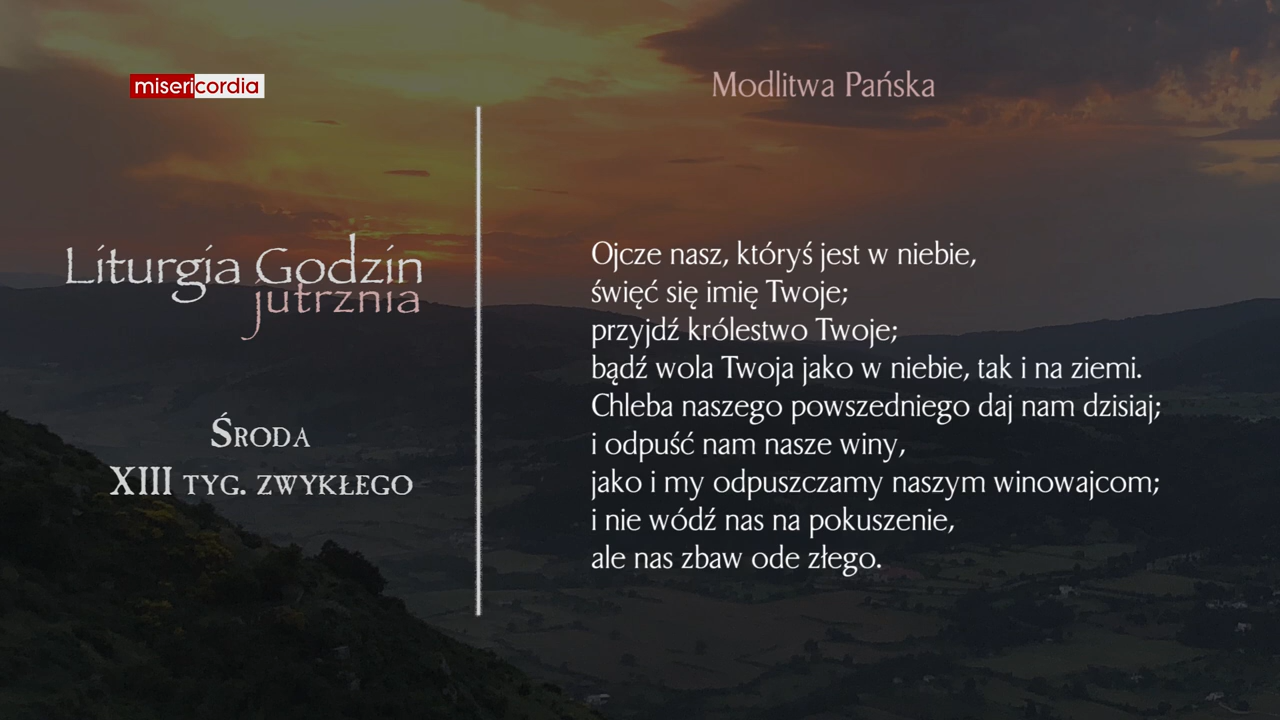 misericordia
Liturgia Godzin
jutrznia
Środa
XIII tyg. zwykłego
Modlitwa Pańska
Ojcze nasz, któryś jest w niebie,
święć się imię Twoje;
przyjdź królestwo Twoje;
bądź wola Twoja jako w niebie, tak i na ziemi.
Chleba naszego powszedniego daj nam dzisiaj;
i odpuść nam nasze winy,
jako i my odpuszczamy naszym winowajcom;
i nie wódź nas na pokuszenie,
ale nas zbaw ode złego.